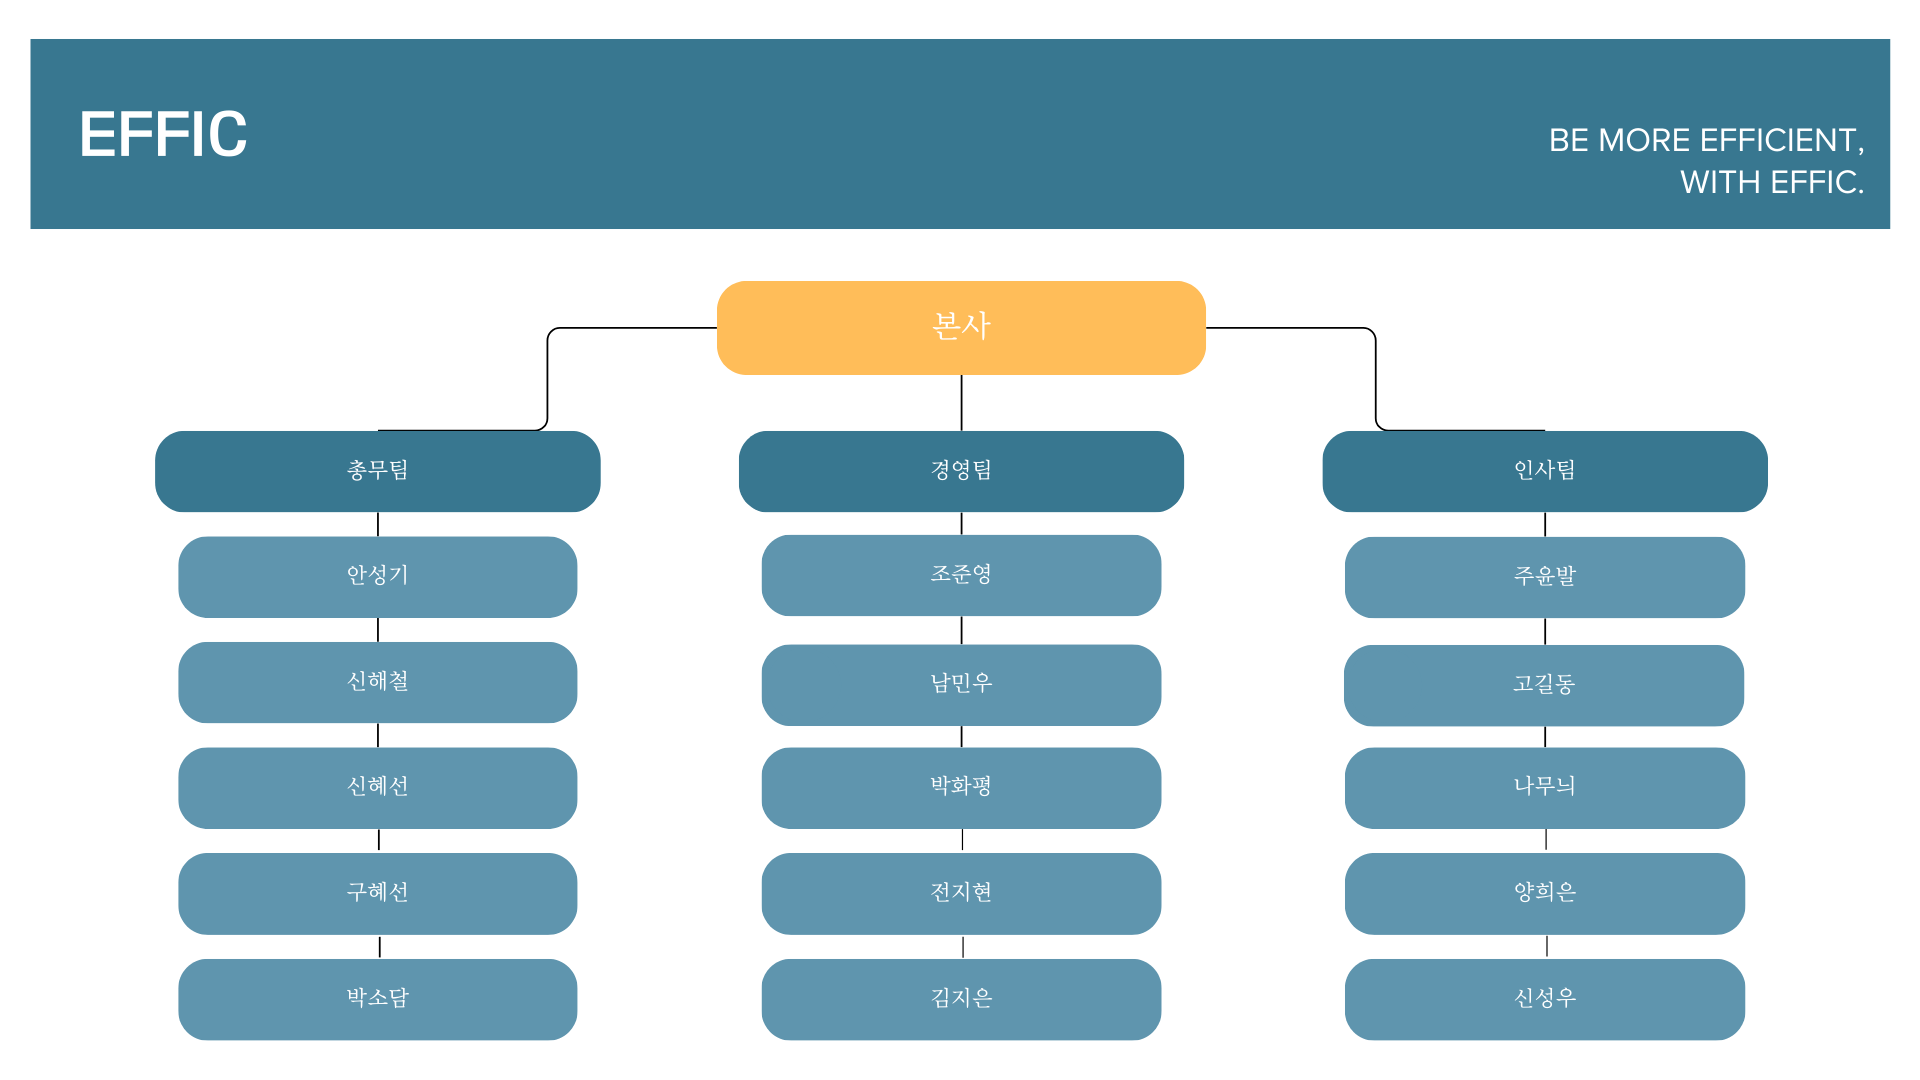 EFFIC
BE MORE EFFICIENT,
WITH EFFIC.
본사
총무팀
안성기
신해철
신혜선
구혜선
박소담
경영팀
조준영
남민우
박화평
전지현
김지은
인사팀
주윤발
고길동
나무늬
양희은
신성우